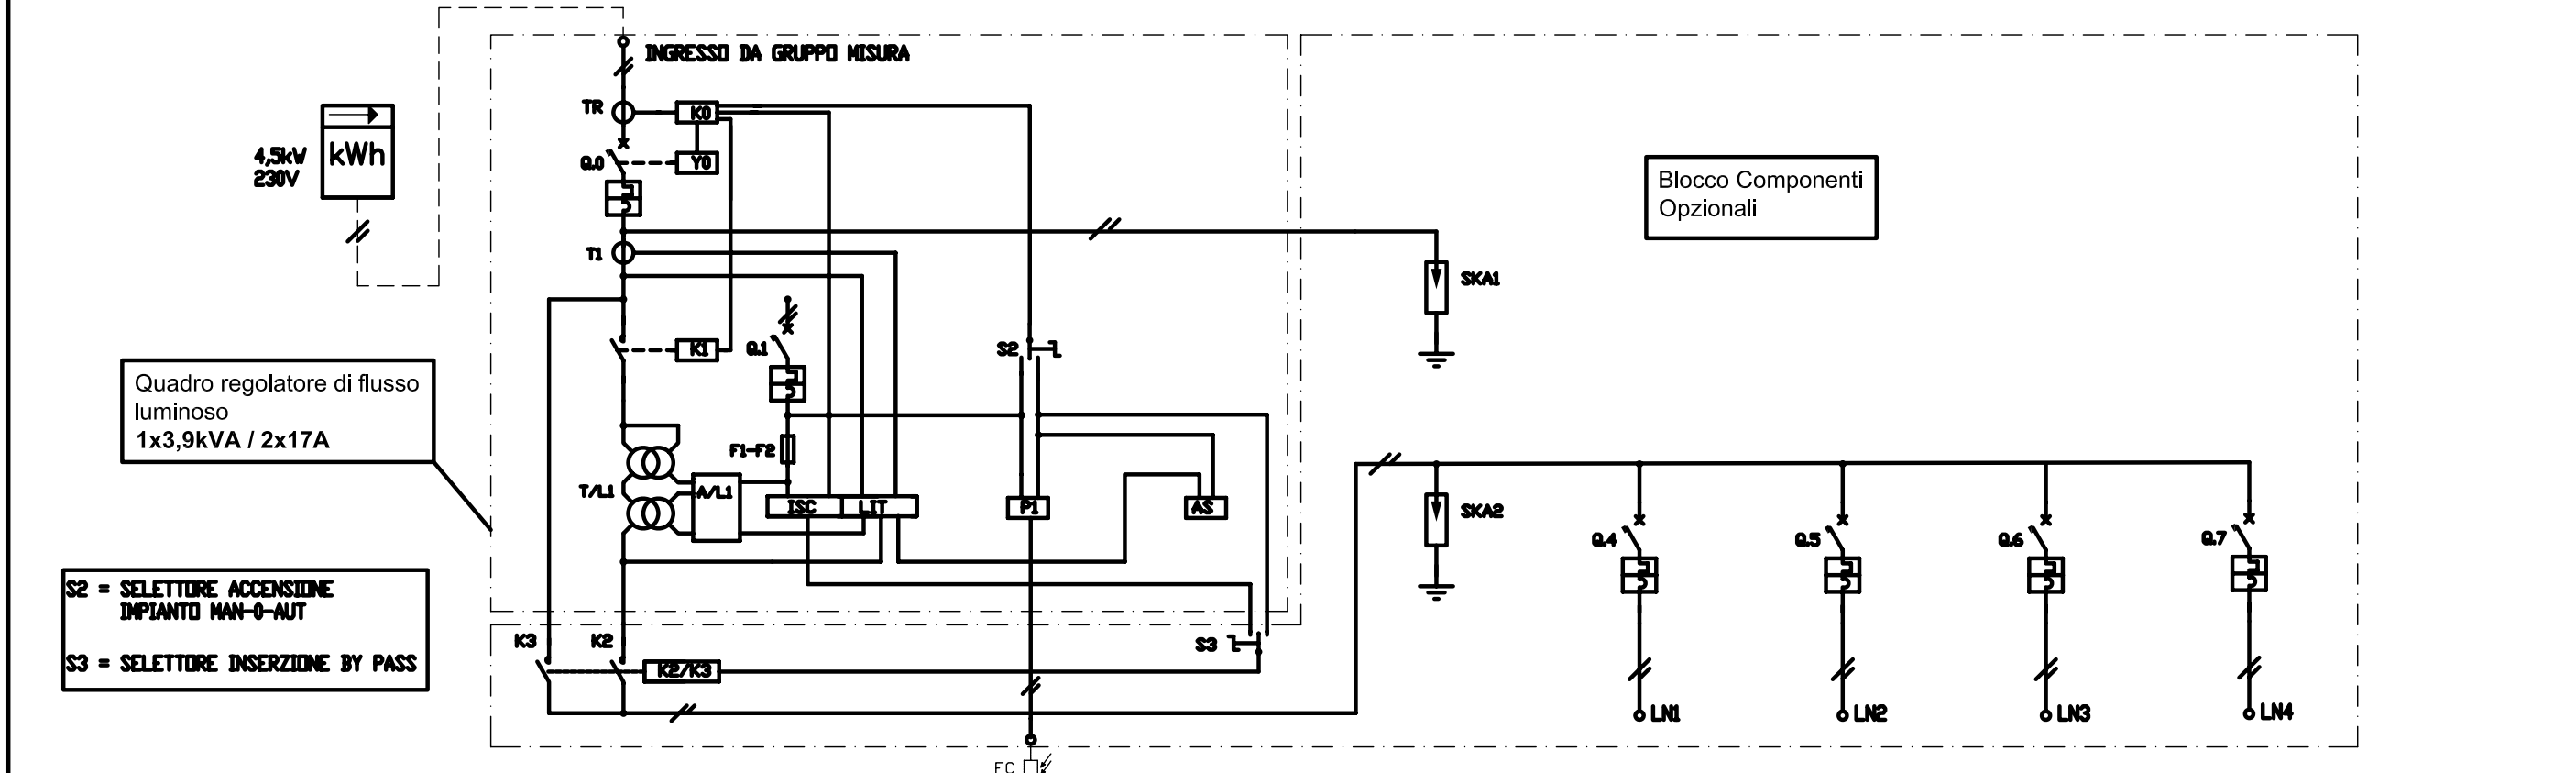 INGRESSO DA GRUPPO MISURA
TR
K0
4,5kW
230V
kWh
Q.0
Y0
Blocco Componenti
Opzionali
T1
SKA1
K1
Q.1
S2
Quadro regolatore di flusso
luminoso
1x3,9kVA / 2x17A
F1-F2
T/L1
A/L1
ISC
LIT
P1
AS
SKA2
Q.4
Q.5
Q.6
Q.7
S2 = SELETTORE ACCENSIONE
IMPIANTO MAN-0-AUT
S3 = SELETTORE INSERZIONE BY PASS
K3
K2
K2/K3
S3
LN1
LN2
LN3
LN4
FC